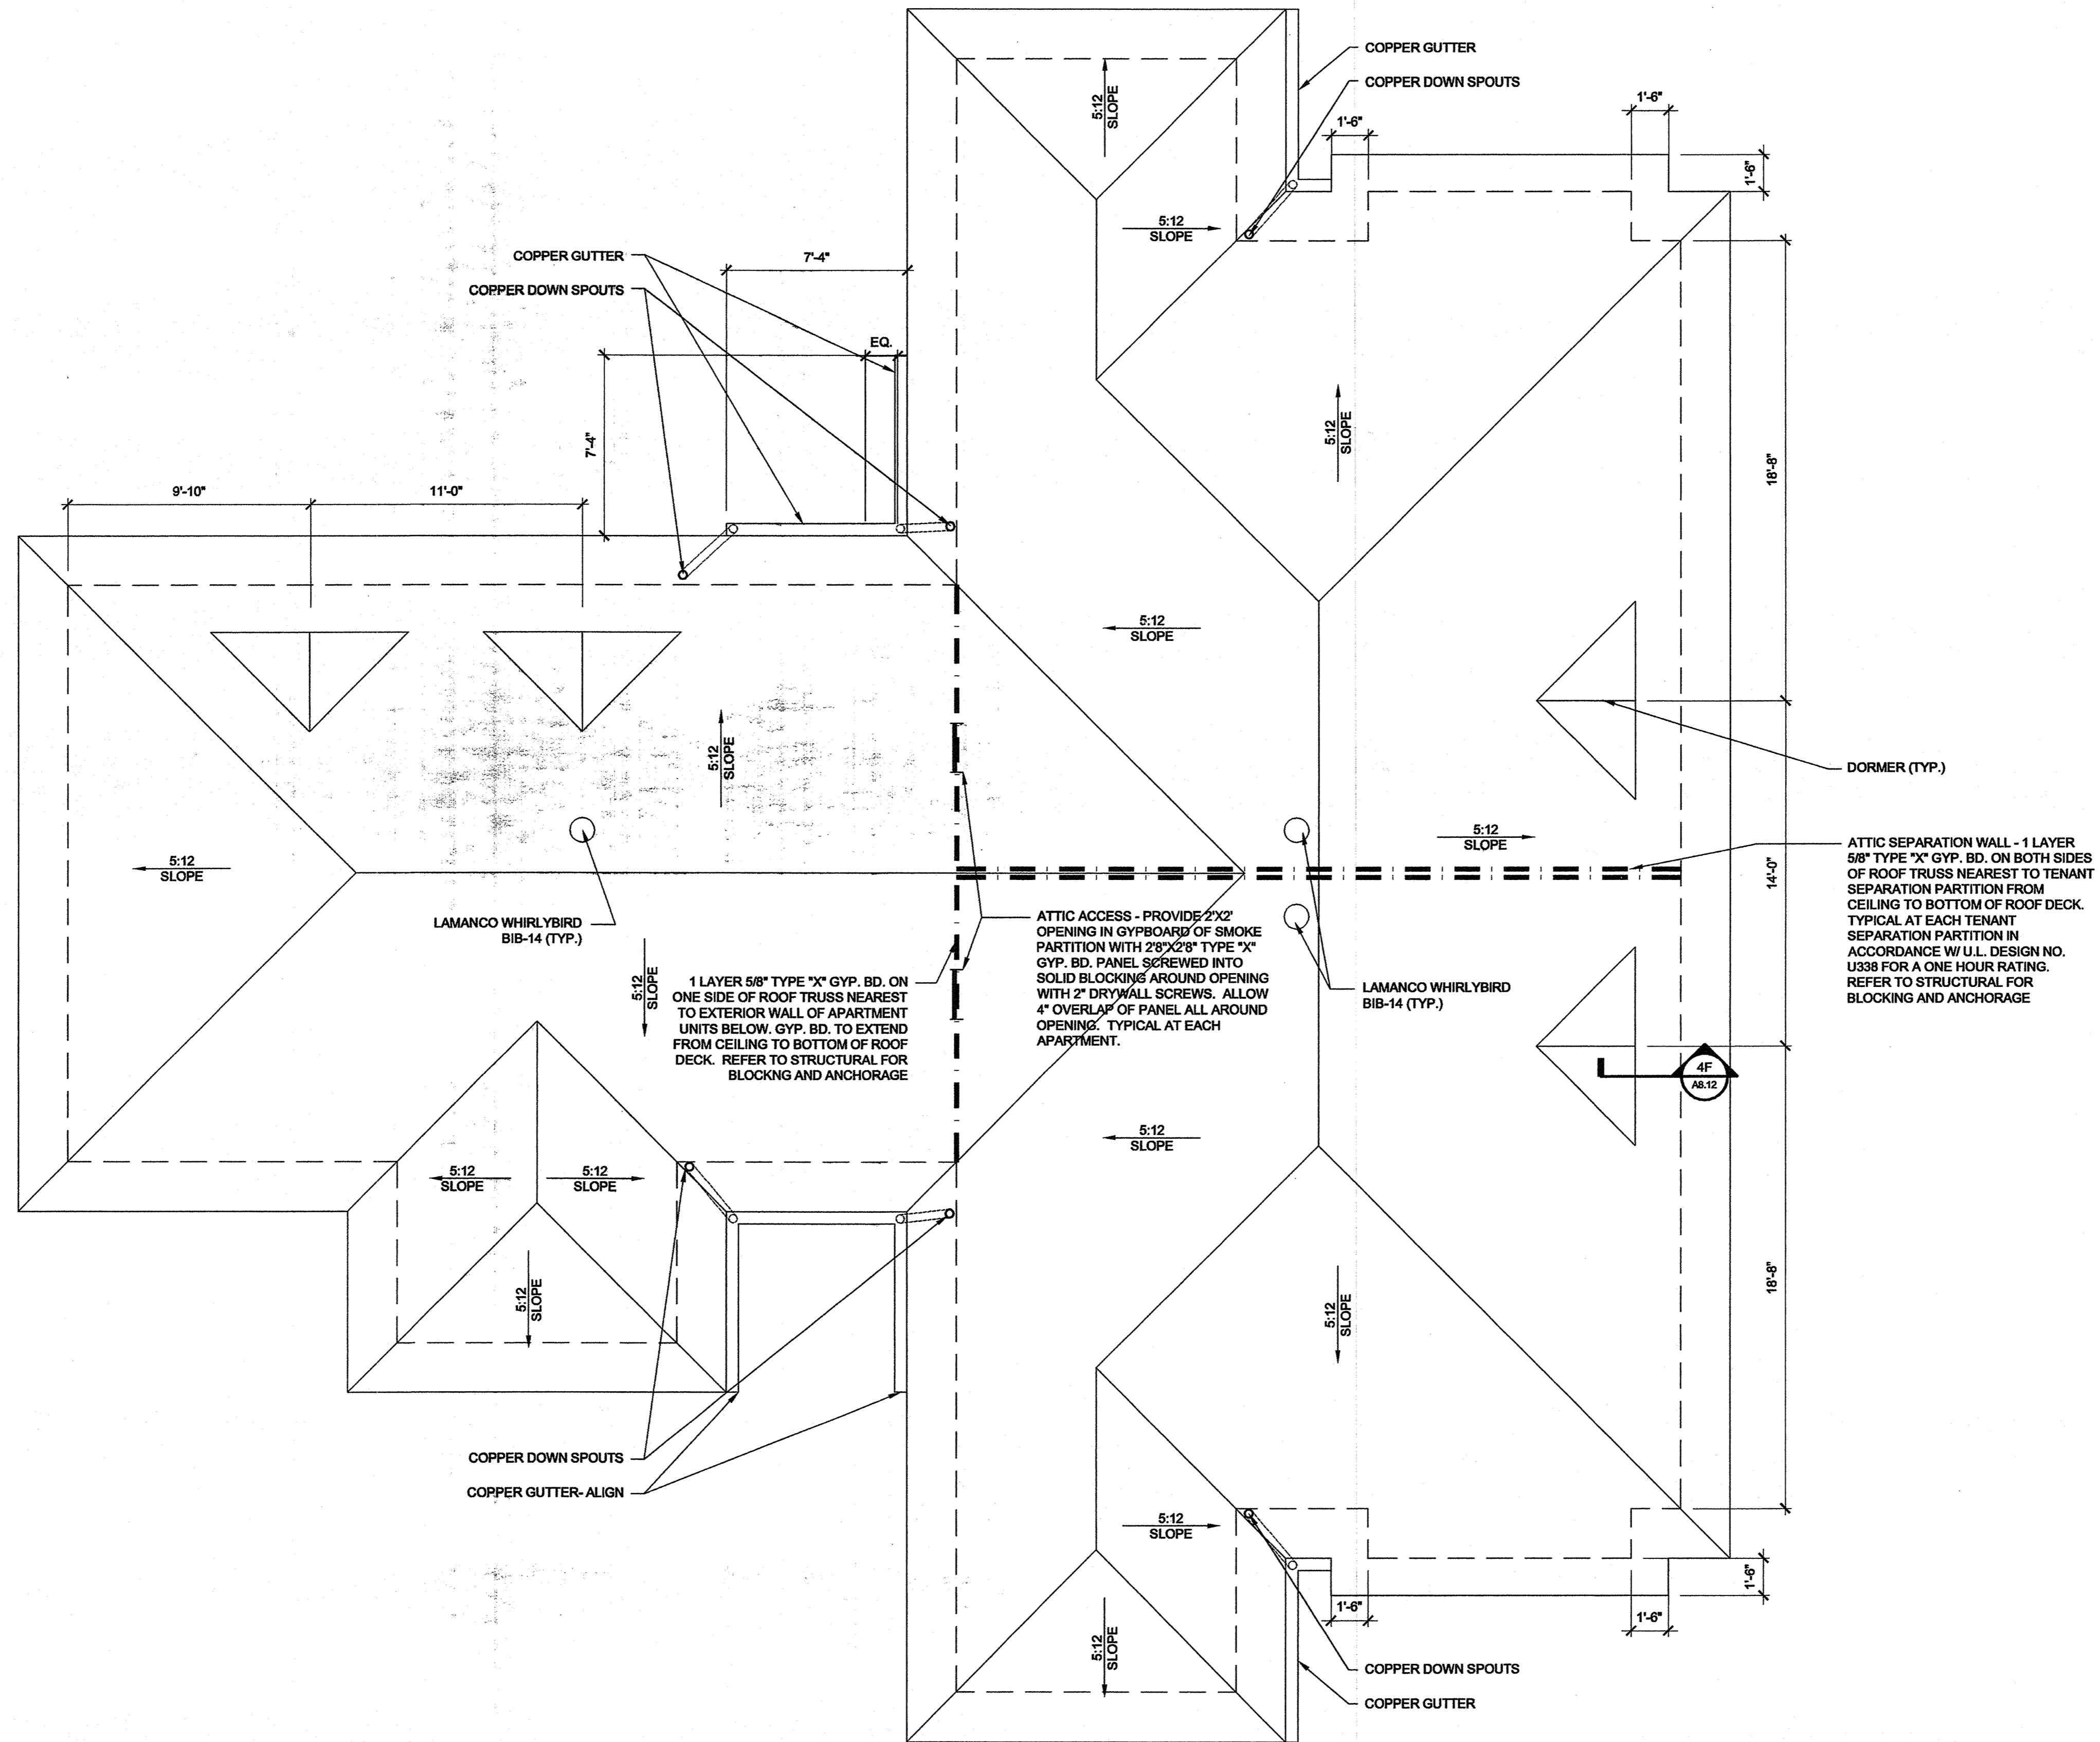 COPPER GUTTER
COPPER DOWN SPOUTS
1'-6"
1'-6"
1'-6"
5:12
SLOPE
5:12
SLOPE
COPPER GUTTER
COPPER DOWN SPOUTS
7'-4"
EQ.
7'-4"
5:12
SLOPE
18'-8"
9'-10"
11'-0"
5:12
SLOPE
5:12
SLOPE
DORMER (TYP.)
5:12
SLOPE
5:12
SLOPE
14'-0"
ATTIC SEPARATION WALL - 1 LAYER
5/8" TYPE "X" GYP. BD. ON BOTH SIDES
OF ROOF TRUSS NEAREST TO TENANT
SEPARATION PARTITION FROM
CEILING TO BOTTOM OF ROOF DECK.
TYPICAL AT EACH TENANT
SEPARATION PARTITION IN
ACCORDANCE W/ U.L. DESIGN NO.
U338 FOR A ONE HOUR RATING.
REFER TO STRUCTURAL FOR
BLOCKING AND ANCHORAGE
LAMANCO WHIRLYBIRD
BIB-14 (TYP.)
5:12
SLOPE
1 LAYER 5/8" TYPE "X" GYP. BD. ON
ONE SIDE OF ROOF TRUSS NEAREST
TO EXTERIOR WALL OF APARTMENT
UNITS BELOW. GYP. BD. TO EXTEND
FROM CEILING TO BOTTOM OF ROOF
DECK. REFER TO STRUCTURAL FOR
BLOCKNG AND ANCHORAGE
ATTIC ACCESS - PROVIDE 2'X2'
OPENING IN GYPBOARD OF SMOKE
PARTITION WITH 2'8"X2'8" TYPE "X"
GYP. BD. PANEL SCREWED INTO
SOLID BLOCKING AROUND OPENING
WITH 2" DRYWALL SCREWS. ALLOW
4" OVERLAP OF PANEL ALL AROUND
OPENING. TYPICAL AT EACH
APARTMENT.
LAMANCO WHIRLYBIRD
BIB-14 (TYP.)
4F
A8.12
5:12
SLOPE
5:12
SLOPE
5:12
SLOPE
5:12
SLOPE
5:12
SLOPE
18'-8"
COPPER DOWN SPOUTS
COPPER GUTTER- ALIGN
5:12
SLOPE
5:12
SLOPE
1'-6"
1'-6"
1'-6"
COPPER DOWN SPOUTS
COPPER GUTTER